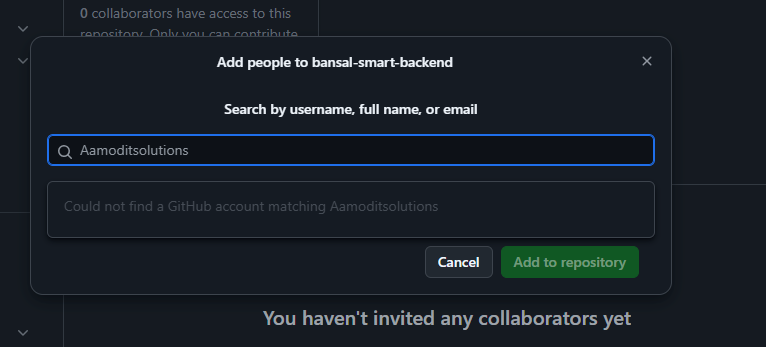 0 collaborators have access to this
repository. Only you can contribute
Add people to bansal-smart-backend
Search by username, full name, or email
Aamoditsolutions
Could not find a GitHub account matching Aamoditsolutions
Cancel
Add to repository
You haven't invited any collaborators yet